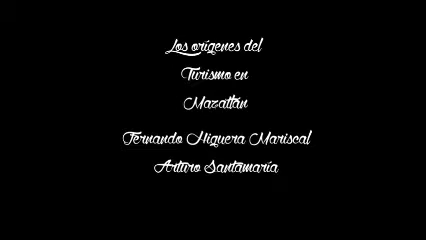 Los orígenes del
Turismo en
Mazatlán
Fernando Higuera Mariscal
Arturo Santamaría